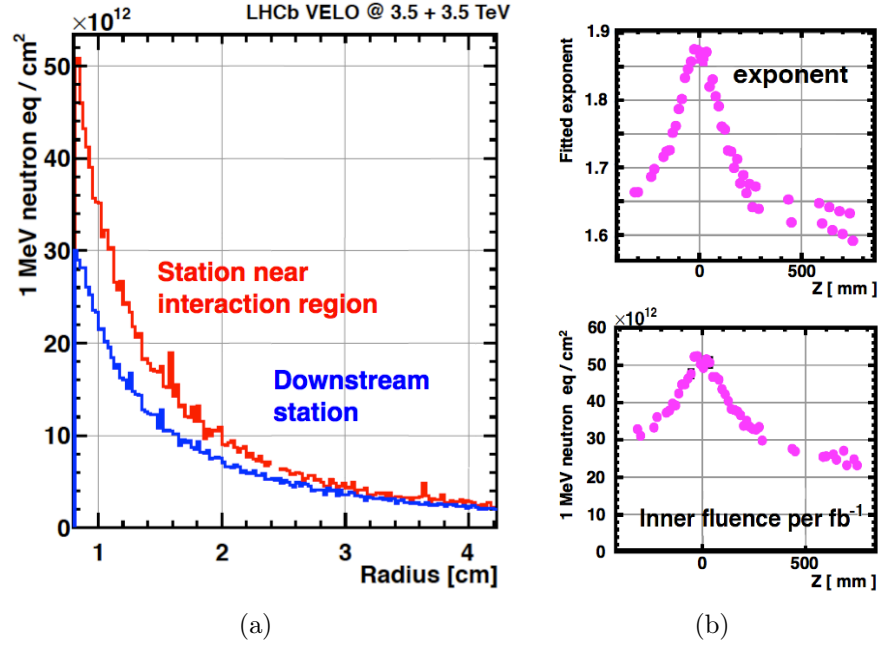 LHCb VELO @ 3.5 + 3.5 TeV
×10¹²
1 MeV neutron eq / cm²
50
40
30
20
10
0
Station near
interaction region
Downstream
station
1
2
3
4
Radius [cm]
(a)
Fitted exponent
1.9
1.8
1.7
1.6
exponent
0
500
Z [ mm ]
×10¹²
1 MeV neutron eq / cm²
60
50
40
30
20
10
0
Inner fluence per fb⁻¹
0
500
Z [ mm ]
(b)